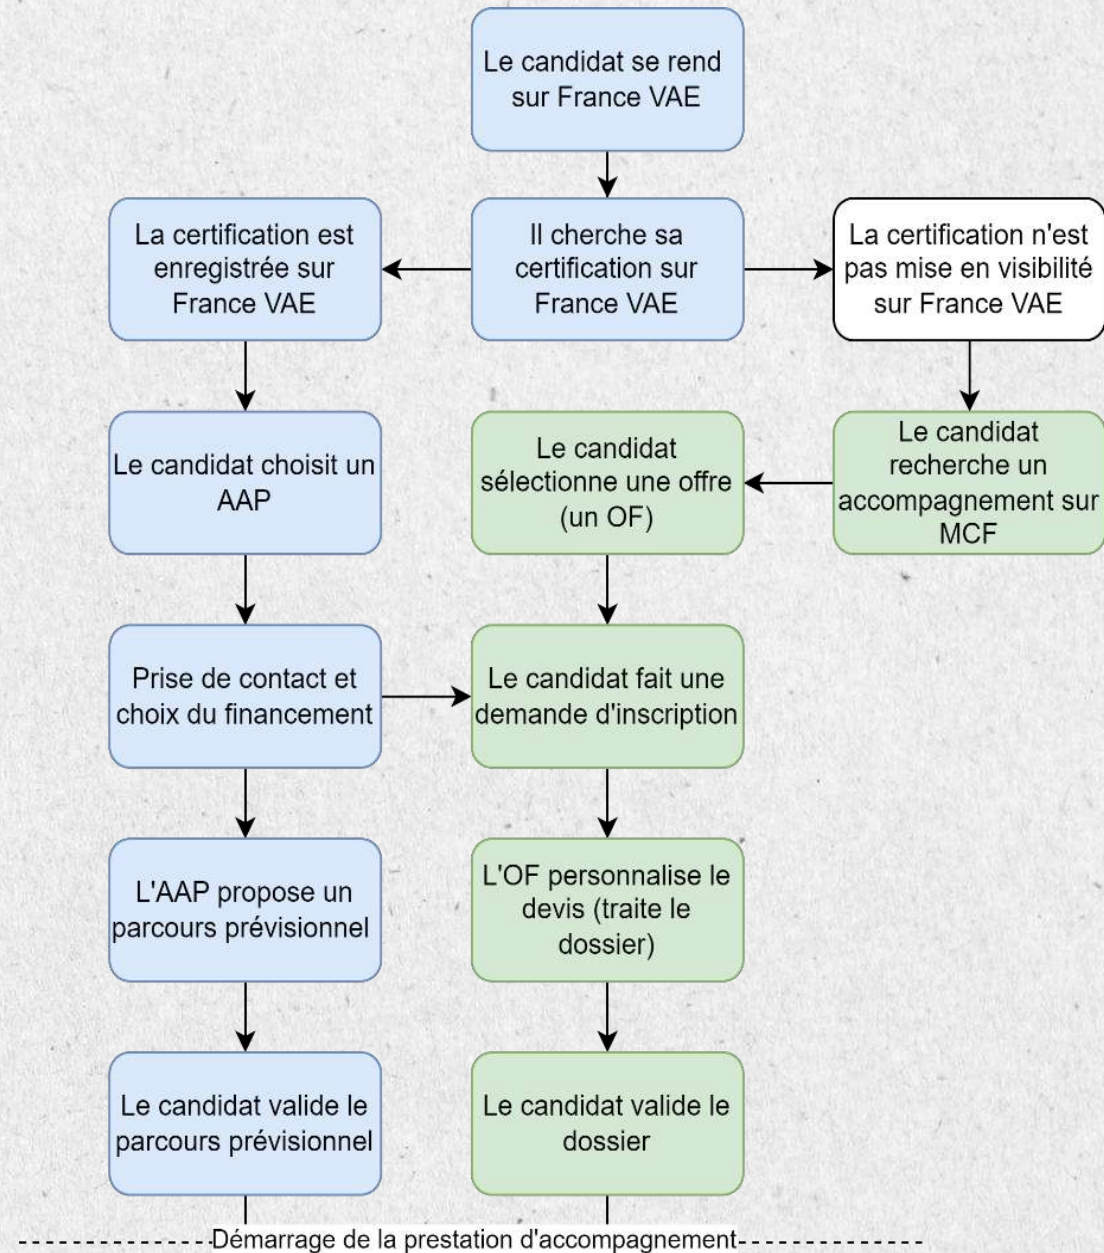 Le candidat se rend
sur France VAE
La certification est
enregistrée sur
France VAE
Il cherche sa
certification sur
France VAE
La certification n'est
pas mise en visibilité
sur France VAE
Le candidat choisit un
AAP
Le candidat
sélectionne une offre
(un OF)
Le candidat
recherche un
accompagnement sur
MCF
Prise de contact et
choix du financement
Le candidat fait une
demande d'inscription
L'AAP propose un
parcours prévisionnel
L'OF personnalise le
devis (traite le
dossier)
Le candidat valide le
parcours prévisionnel
Le candidat valide le
dossier
Démarrage de la prestation d'accompagnement